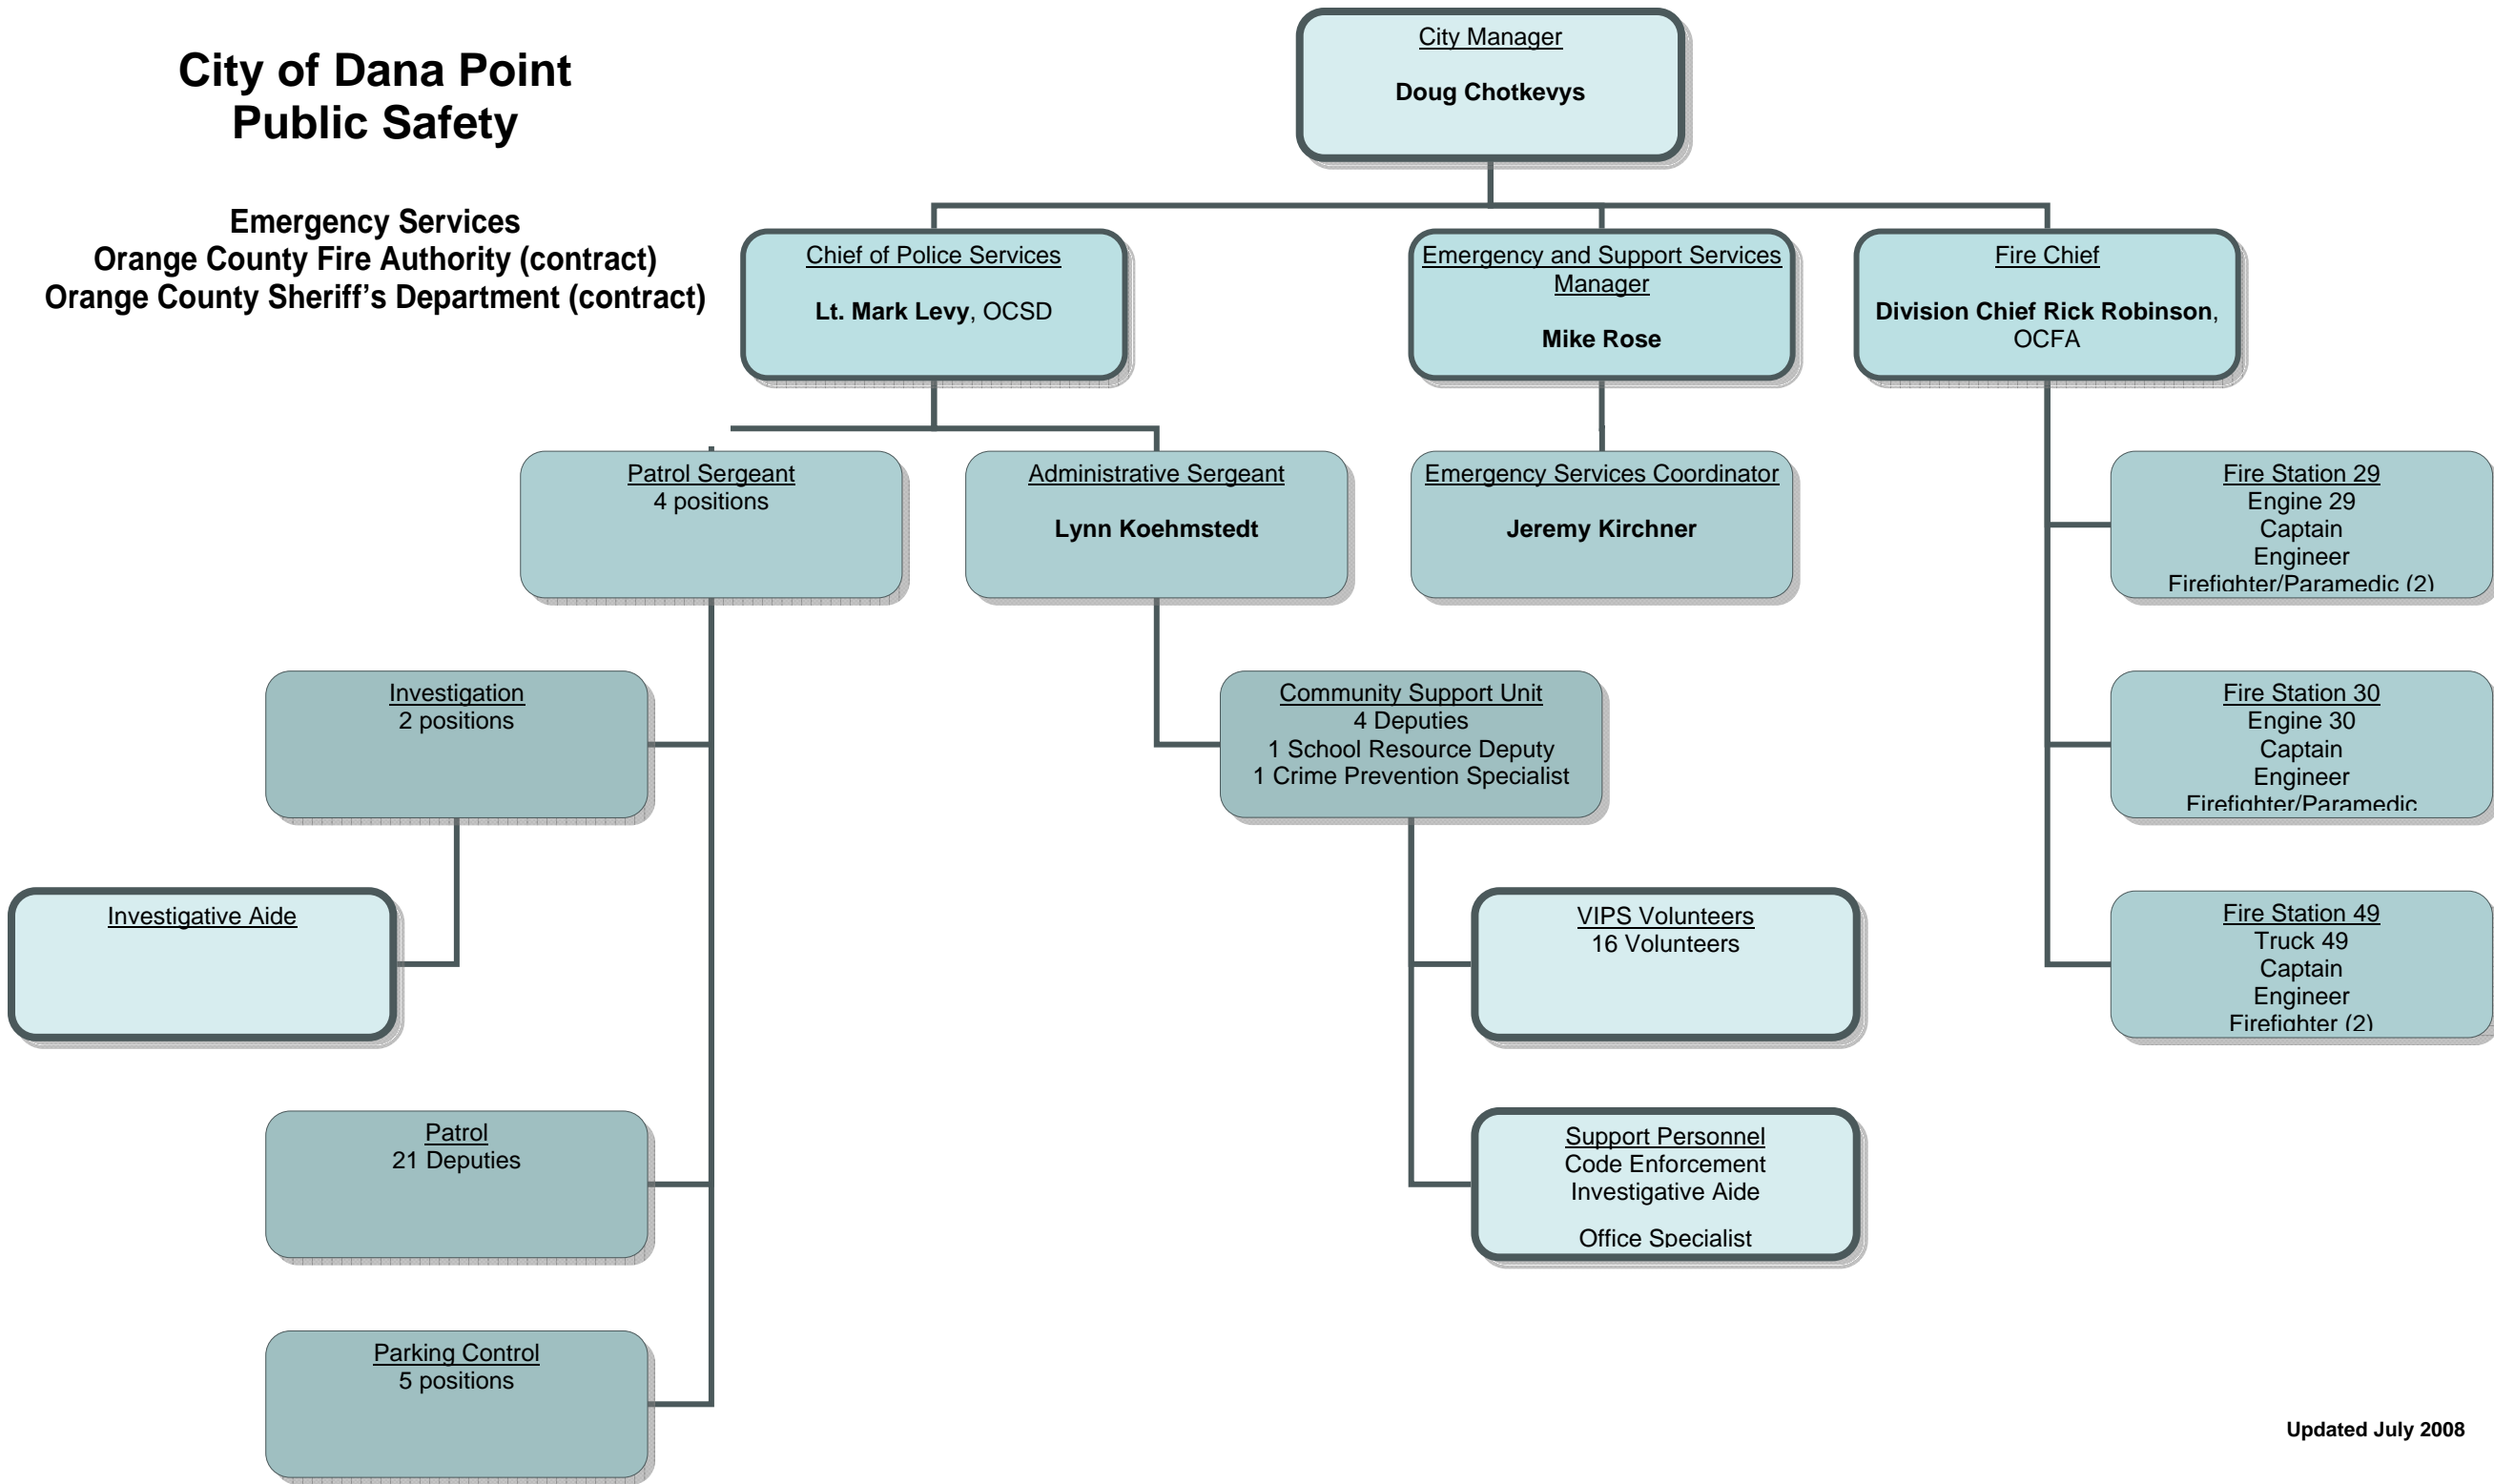 City of Dana Point
Public Safety
Emergency Services
Orange County Fire Authority (contract)
Orange County Sheriff's Department (contract)
City Manager
Doug Chotkevys
Chief of Police Services
Lt. Mark Levy, OCSD
Emergency and Support Services
Manager
Mike Rose
Fire Chief
Division Chief Rick Robinson,
OCFA
Patrol Sergeant
4 positions
Administrative Sergeant
Lynn Koehmstedt
Emergency Services Coordinator
Jeremy Kirchner
Fire Station 29
Engine 29
Captain
Engineer
Firefighter/Paramedic (2)
Investigation
2 positions
Community Support Unit
4 Deputies
1 School Resource Deputy
1 Crime Prevention Specialist
Fire Station 30
Engine 30
Captain
Engineer
Firefighter/Paramedic
Investigative Aide
VIPS Volunteers
16 Volunteers
Fire Station 49
Truck 49
Captain
Engineer
Firefighter (2)
Patrol
21 Deputies
Support Personnel
Code Enforcement
Investigative Aide
Office Specialist
Parking Control
5 positions
Updated July 2008